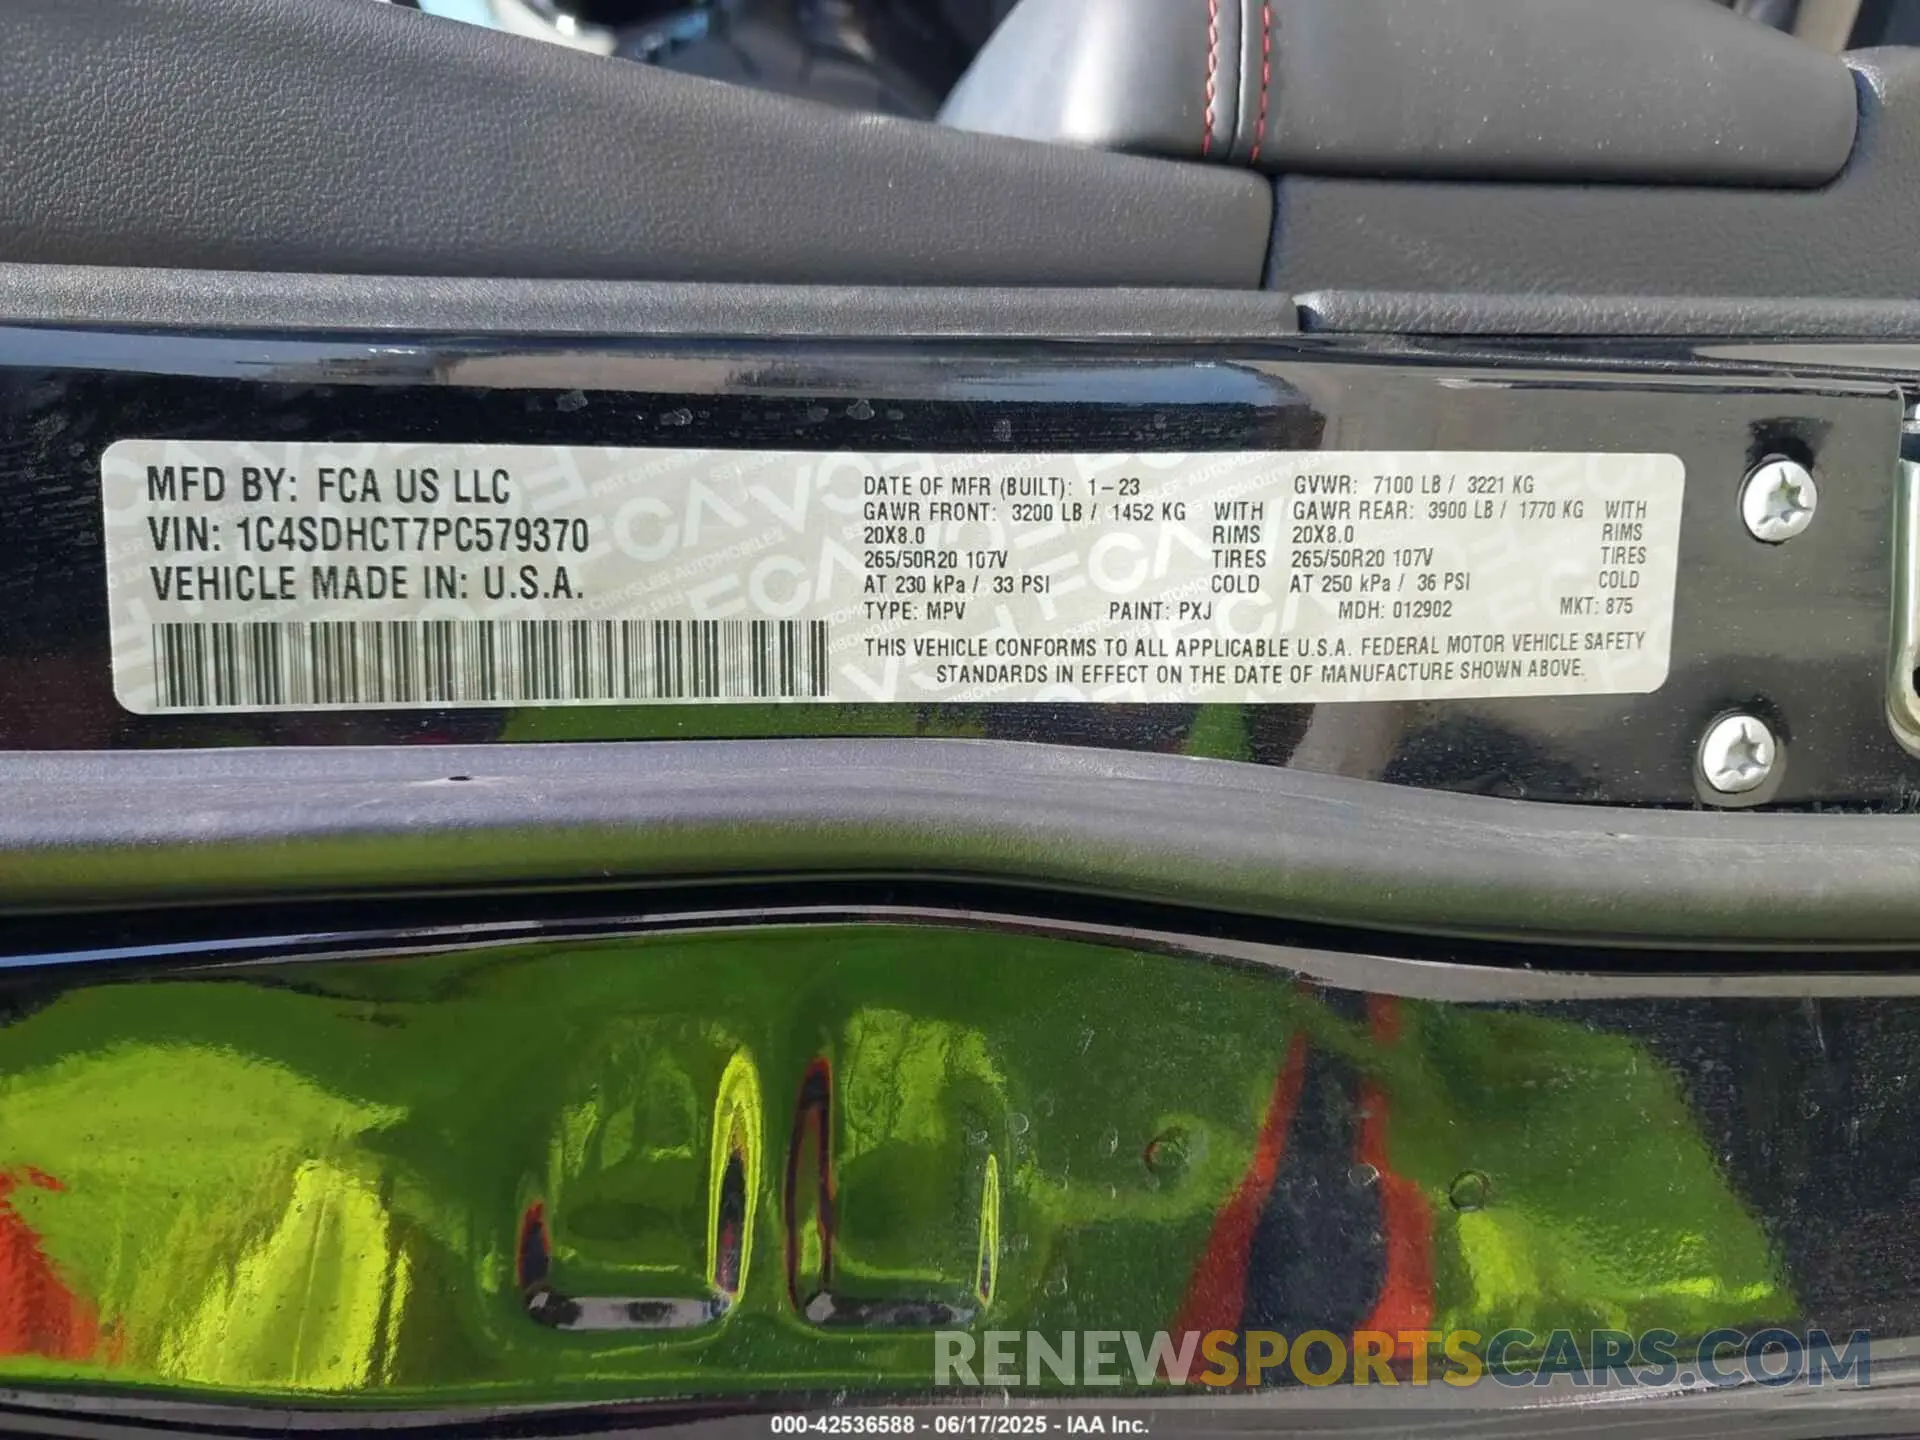 MFD BY: FCA US LLC
VIN: 1C4SDHCT7PC579370
VEHICLE MADE IN: U.S.A.
DATE OF MFR (BUILT): 1-23 GVWR: 7100 LB / 3221 KG
GAWR FRONT: 3200 LB / 1452 KG WITH GAWR REAR: 3900 LB / 1770 KG WITH
20X8.0 RIMS 20X8.0 RIMS
265/50R20 107V TIRES 265/50R20 107V TIRES
AT 230 kPa / 33 PSI COLD AT 250 kPa / 36 PSI COLD
TYPE: MPV PAINT: PXJ MDH: 012902 MKT: 875
THIS VEHICLE CONFORMS TO ALL APPLICABLE U.S.A. FEDERAL MOTOR VEHICLE SAFETY
STANDARDS IN EFFECT ON THE DATE OF MANUFACTURE SHOWN ABOVE.
RENEWSPORTSCARS.COM
000-42536588 - 06/17/2025 - IAA Inc.